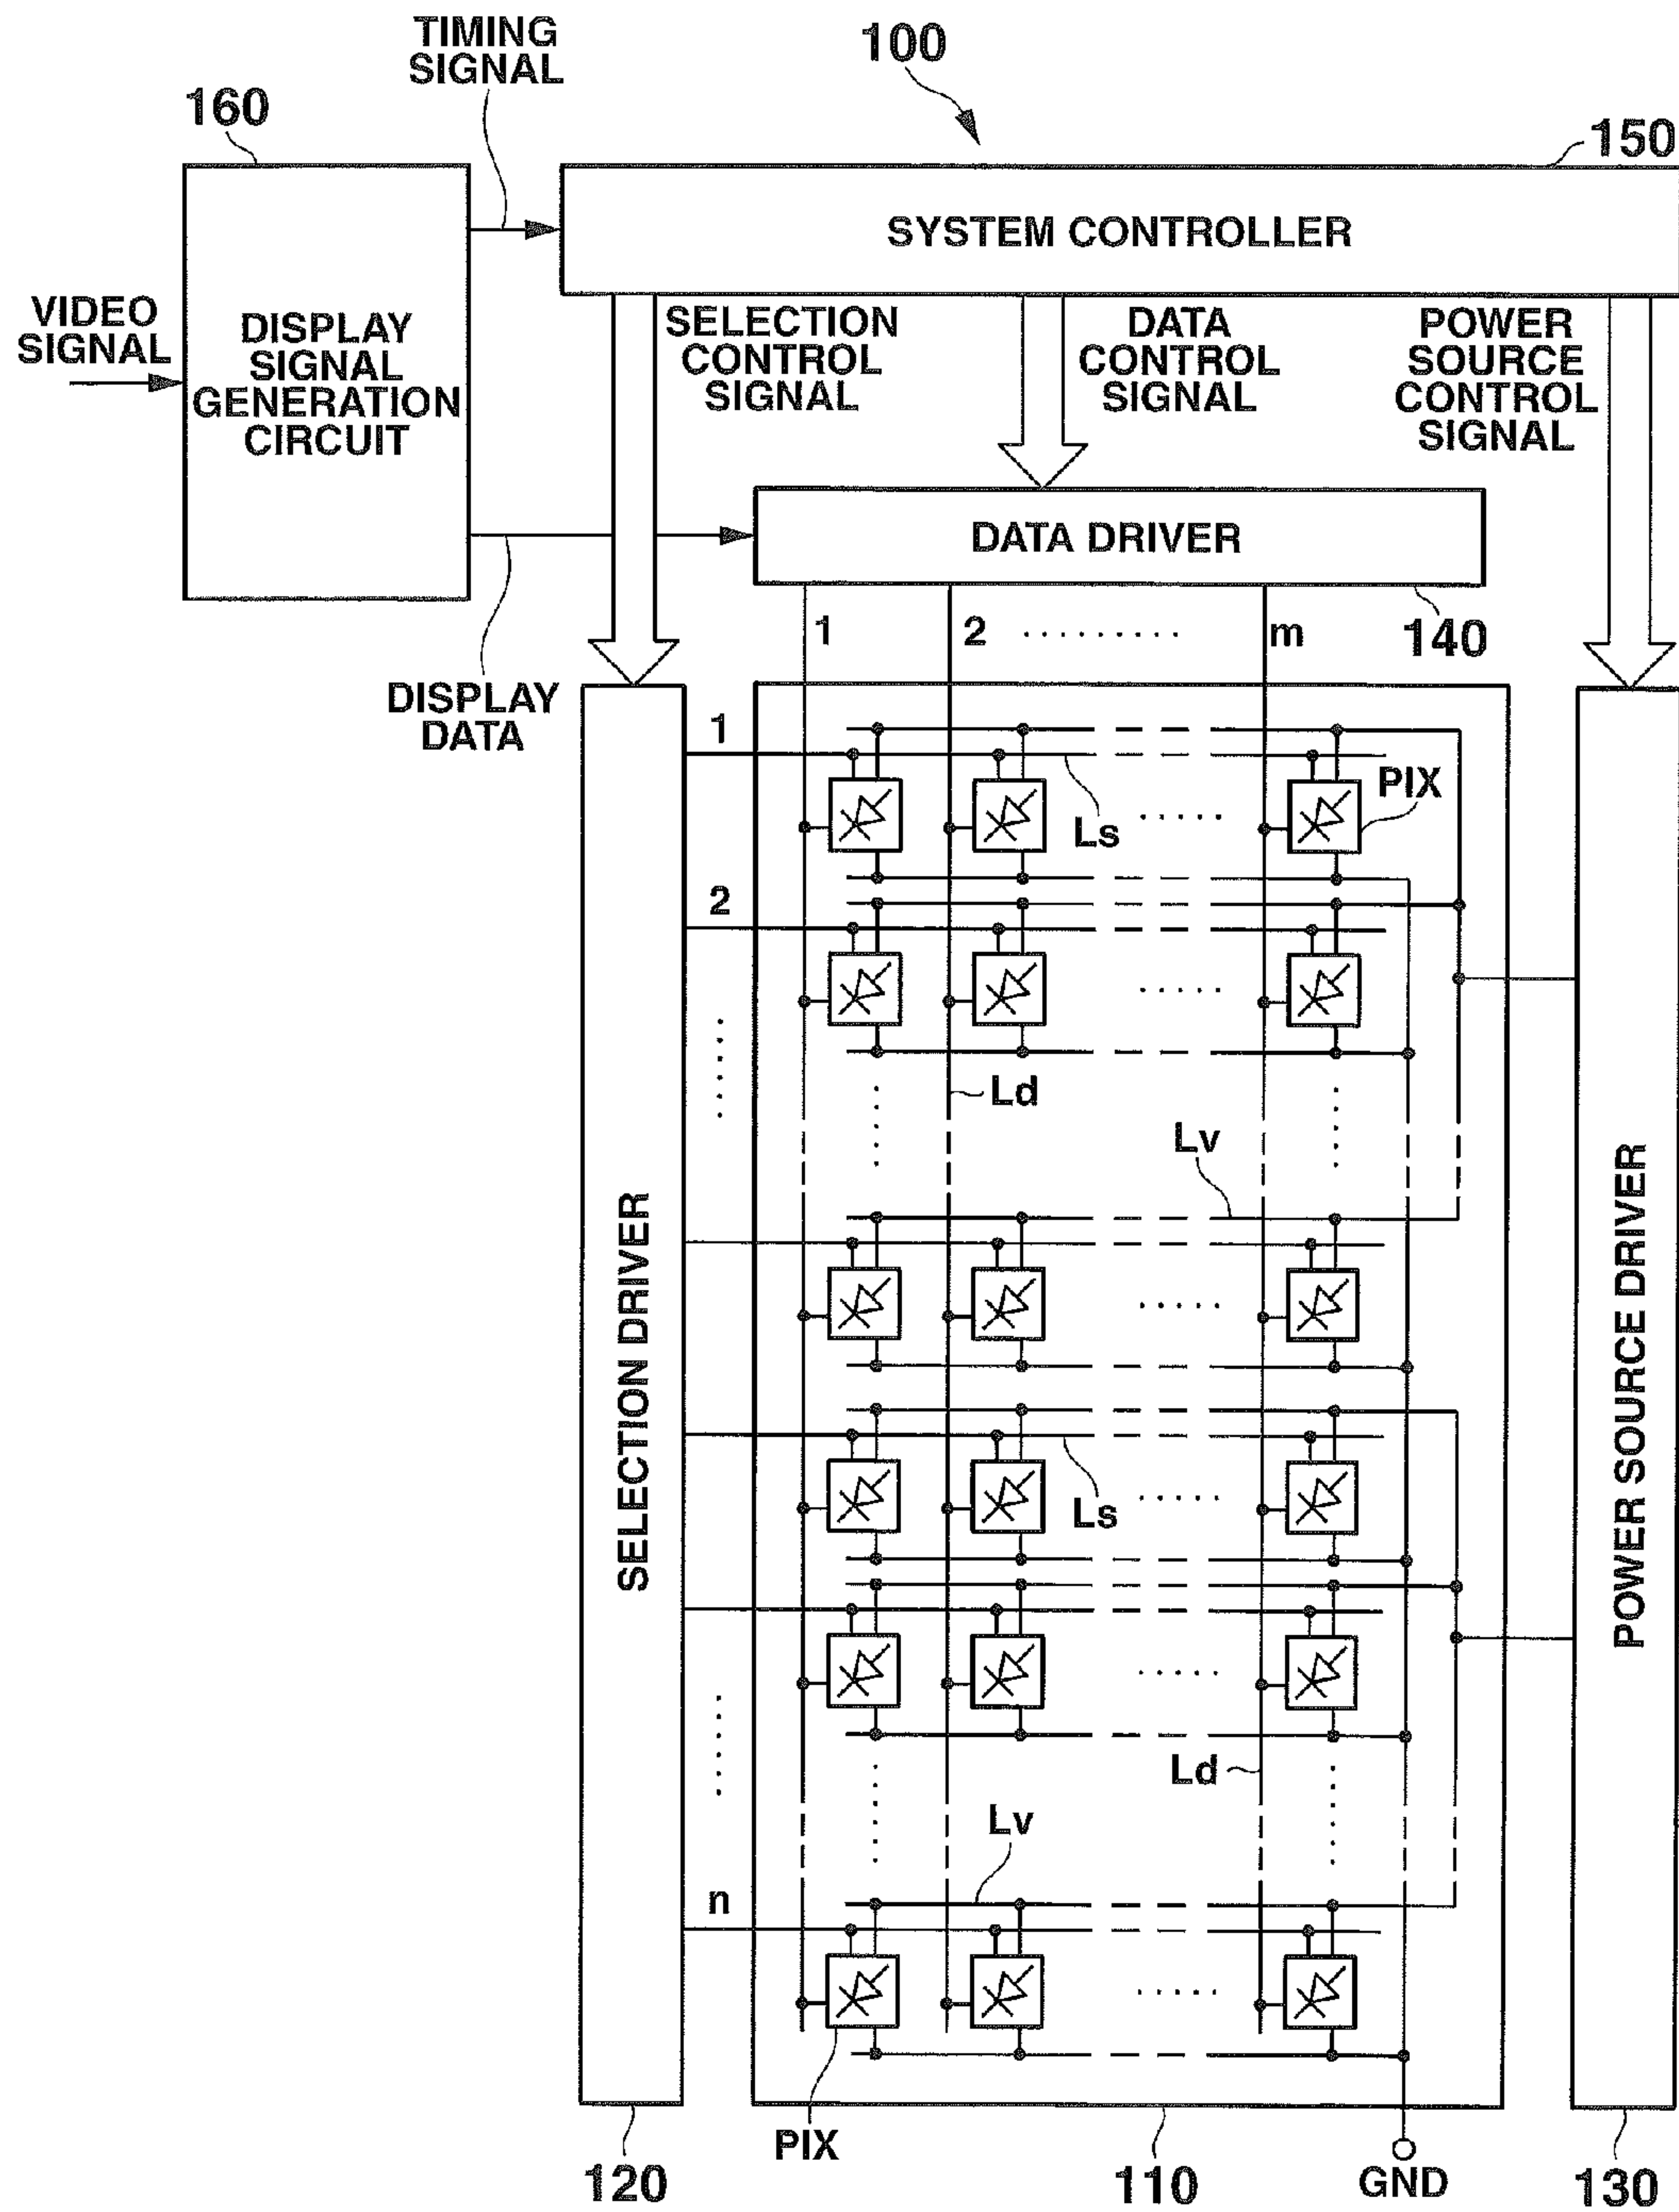 TIMING
SIGNAL
100
160
150
SYSTEM CONTROLLER
VIDEO
SIGNAL
DISPLAY
SIGNAL
GENERATION
CIRCUIT
SELECTION
CONTROL
SIGNAL
DATA
CONTROL
SIGNAL
POWER
SOURCE
CONTROL
SIGNAL
DATA DRIVER
1
2
m
140
DISPLAY
DATA
1
PIX
Ls
2
Ld
Lv
SELECTION DRIVER
POWER SOURCE DRIVER
Ls
Ld
Lv
n
PIX
120
110
GND
130